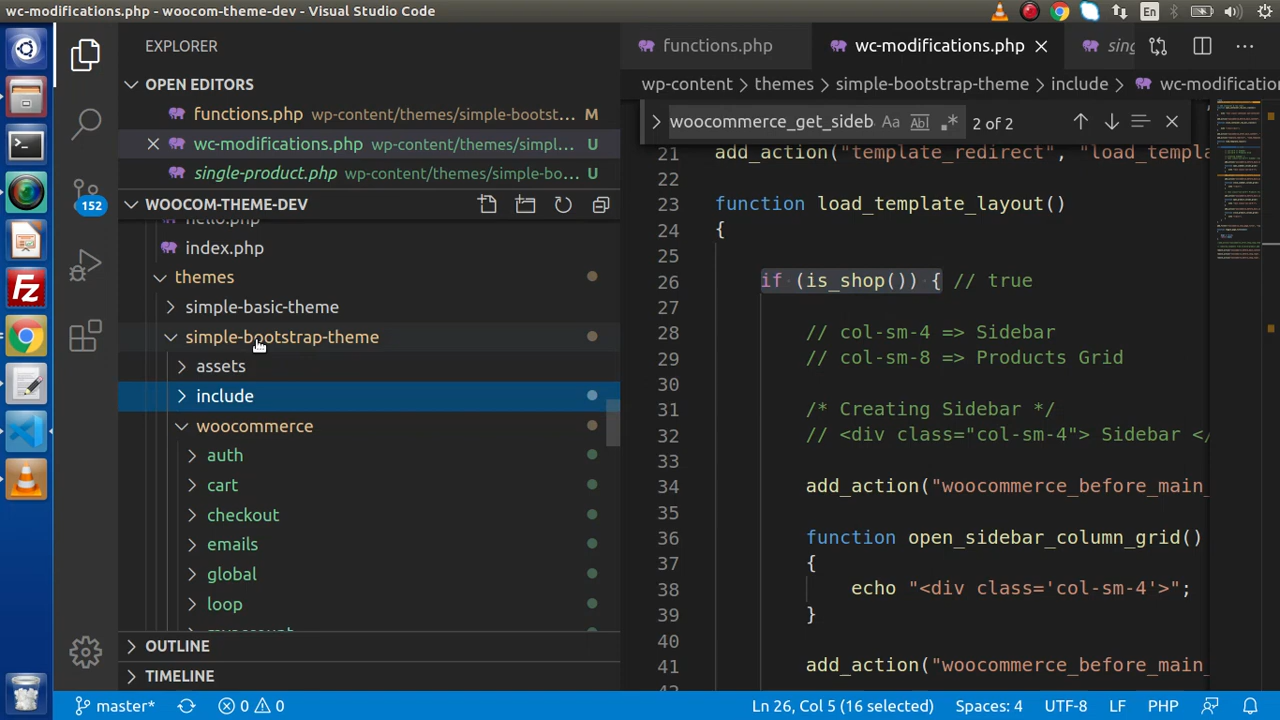 wc-modifications.php - woocom-theme-dev - Visual Studio Code
En
EXPLORER
OPEN EDITORS
functions.php wp-content/themes/simple-bootst... M
wc-modifications.php wp-content/themes/simpl... U
single-product.php wp-content/themes/simple-bo... U
WOOCOM-THEME-DEV
index.php
themes
simple-basic-theme
simple-bootstrap-theme
assets
include
woocommerce
auth
cart
checkout
emails
global
loop
OUTLINE
TIMELINE
152
functions.php
wc-modifications.php
sing
wp-content > themes > simple-bootstrap-theme > include > wc-modification
woocommerce_get_sideb Aa Abl .* 2 of 2
21 add_action("template_redirect", "load_templa
22
23 function load_template_layout()
24 {
25
26 if (is_shop()) { // true
27
28 // col-sm-4 => Sidebar
29 // col-sm-8 => Products Grid
30
31 /* Creating Sidebar */
32 // <div class="col-sm-4"> Sidebar </
33
34 add_action("woocommerce_before_main_
35
36 function open_sidebar_column_grid()
37 {
38 echo "<div class='col-sm-4'>";
39 }
40
41 add_action("woocommerce_before_main
master* 0 0 Ln 26, Col 5 (16 selected) Spaces: 4 UTF-8 LF PHP